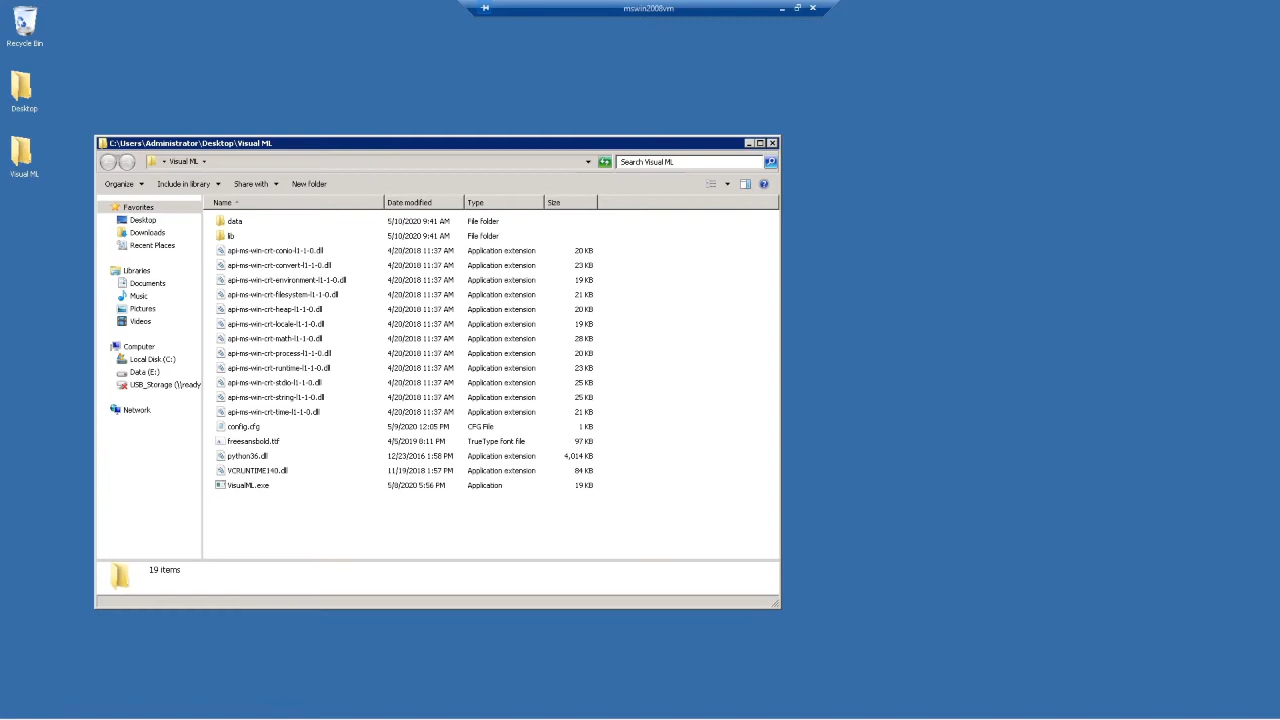 mswin2008vm
Recycle Bin
Desktop
Visual ML
C:\Users\Administrator\Desktop\Visual ML
Visual ML
Search Visual ML
Organize Include in library Share with New folder
Name Date modified Type Size
Favorites
Desktop
Downloads
Recent Places
Libraries
Documents
Music
Pictures
Videos
Computer
Local Disk (C:)
Data (E:)
USB_Storage (\\ready
Network
data 5/10/2020 9:41 AM File folder
lib 5/10/2020 9:41 AM File folder
api-ms-win-crt-conio-l1-1-0.dll 4/20/2018 11:37 AM Application extension 20 KB
api-ms-win-crt-convert-l1-1-0.dll 4/20/2018 11:37 AM Application extension 23 KB
api-ms-win-crt-environment-l1-1-0.dll 4/20/2018 11:37 AM Application extension 19 KB
api-ms-win-crt-filesystem-l1-1-0.dll 4/20/2018 11:37 AM Application extension 21 KB
api-ms-win-crt-heap-l1-1-0.dll 4/20/2018 11:37 AM Application extension 20 KB
api-ms-win-crt-locale-l1-1-0.dll 4/20/2018 11:37 AM Application extension 19 KB
api-ms-win-crt-math-l1-1-0.dll 4/20/2018 11:37 AM Application extension 28 KB
api-ms-win-crt-process-l1-1-0.dll 4/20/2018 11:37 AM Application extension 20 KB
api-ms-win-crt-runtime-l1-1-0.dll 4/20/2018 11:37 AM Application extension 23 KB
api-ms-win-crt-stdio-l1-1-0.dll 4/20/2018 11:37 AM Application extension 25 KB
api-ms-win-crt-string-l1-1-0.dll 4/20/2018 11:37 AM Application extension 25 KB
api-ms-win-crt-time-l1-1-0.dll 4/20/2018 11:37 AM Application extension 21 KB
config.cfg 5/9/2020 12:05 PM CFG File 1 KB
freesansbold.ttf 4/5/2019 8:11 PM TrueType font file 97 KB
python36.dll 12/23/2016 1:58 PM Application extension 4,014 KB
VCRUNTIME140.dll 11/19/2018 1:57 PM Application extension 84 KB
VisualML.exe 5/8/2020 5:56 PM Application 19 KB
19 items